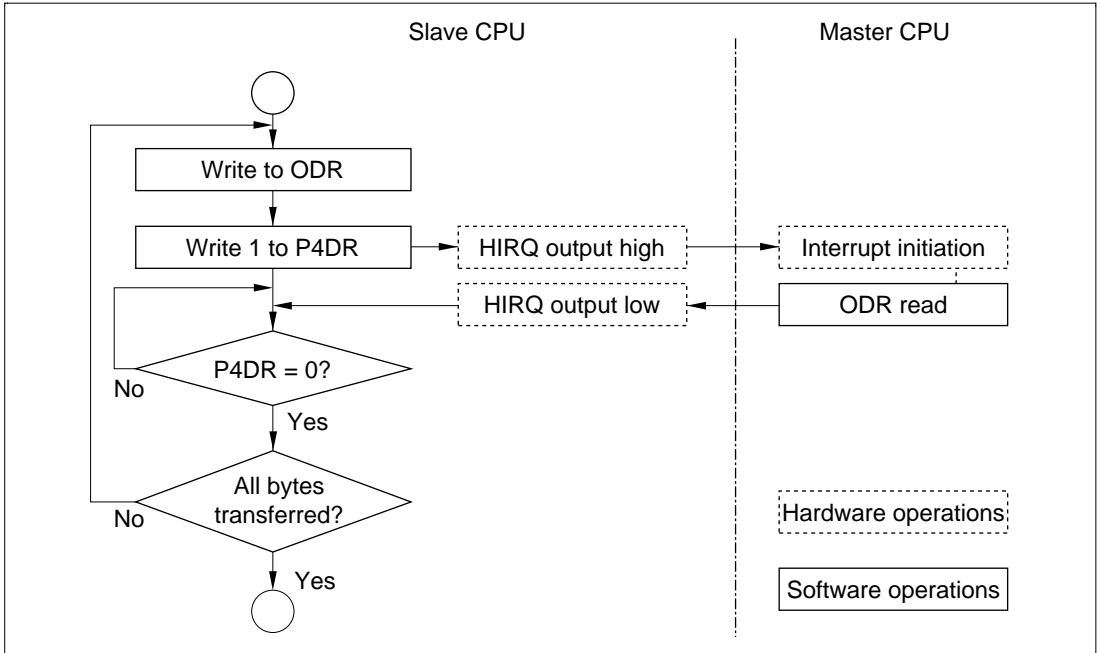 Slave CPU
Master CPU
Write to ODR
Write 1 to P4DR
HIRQ output high
Interrupt initiation
HIRQ output low
ODR read
P4DR = 0?
No
Yes
All bytes
transferred?
No
Yes
Hardware operations
Software operations